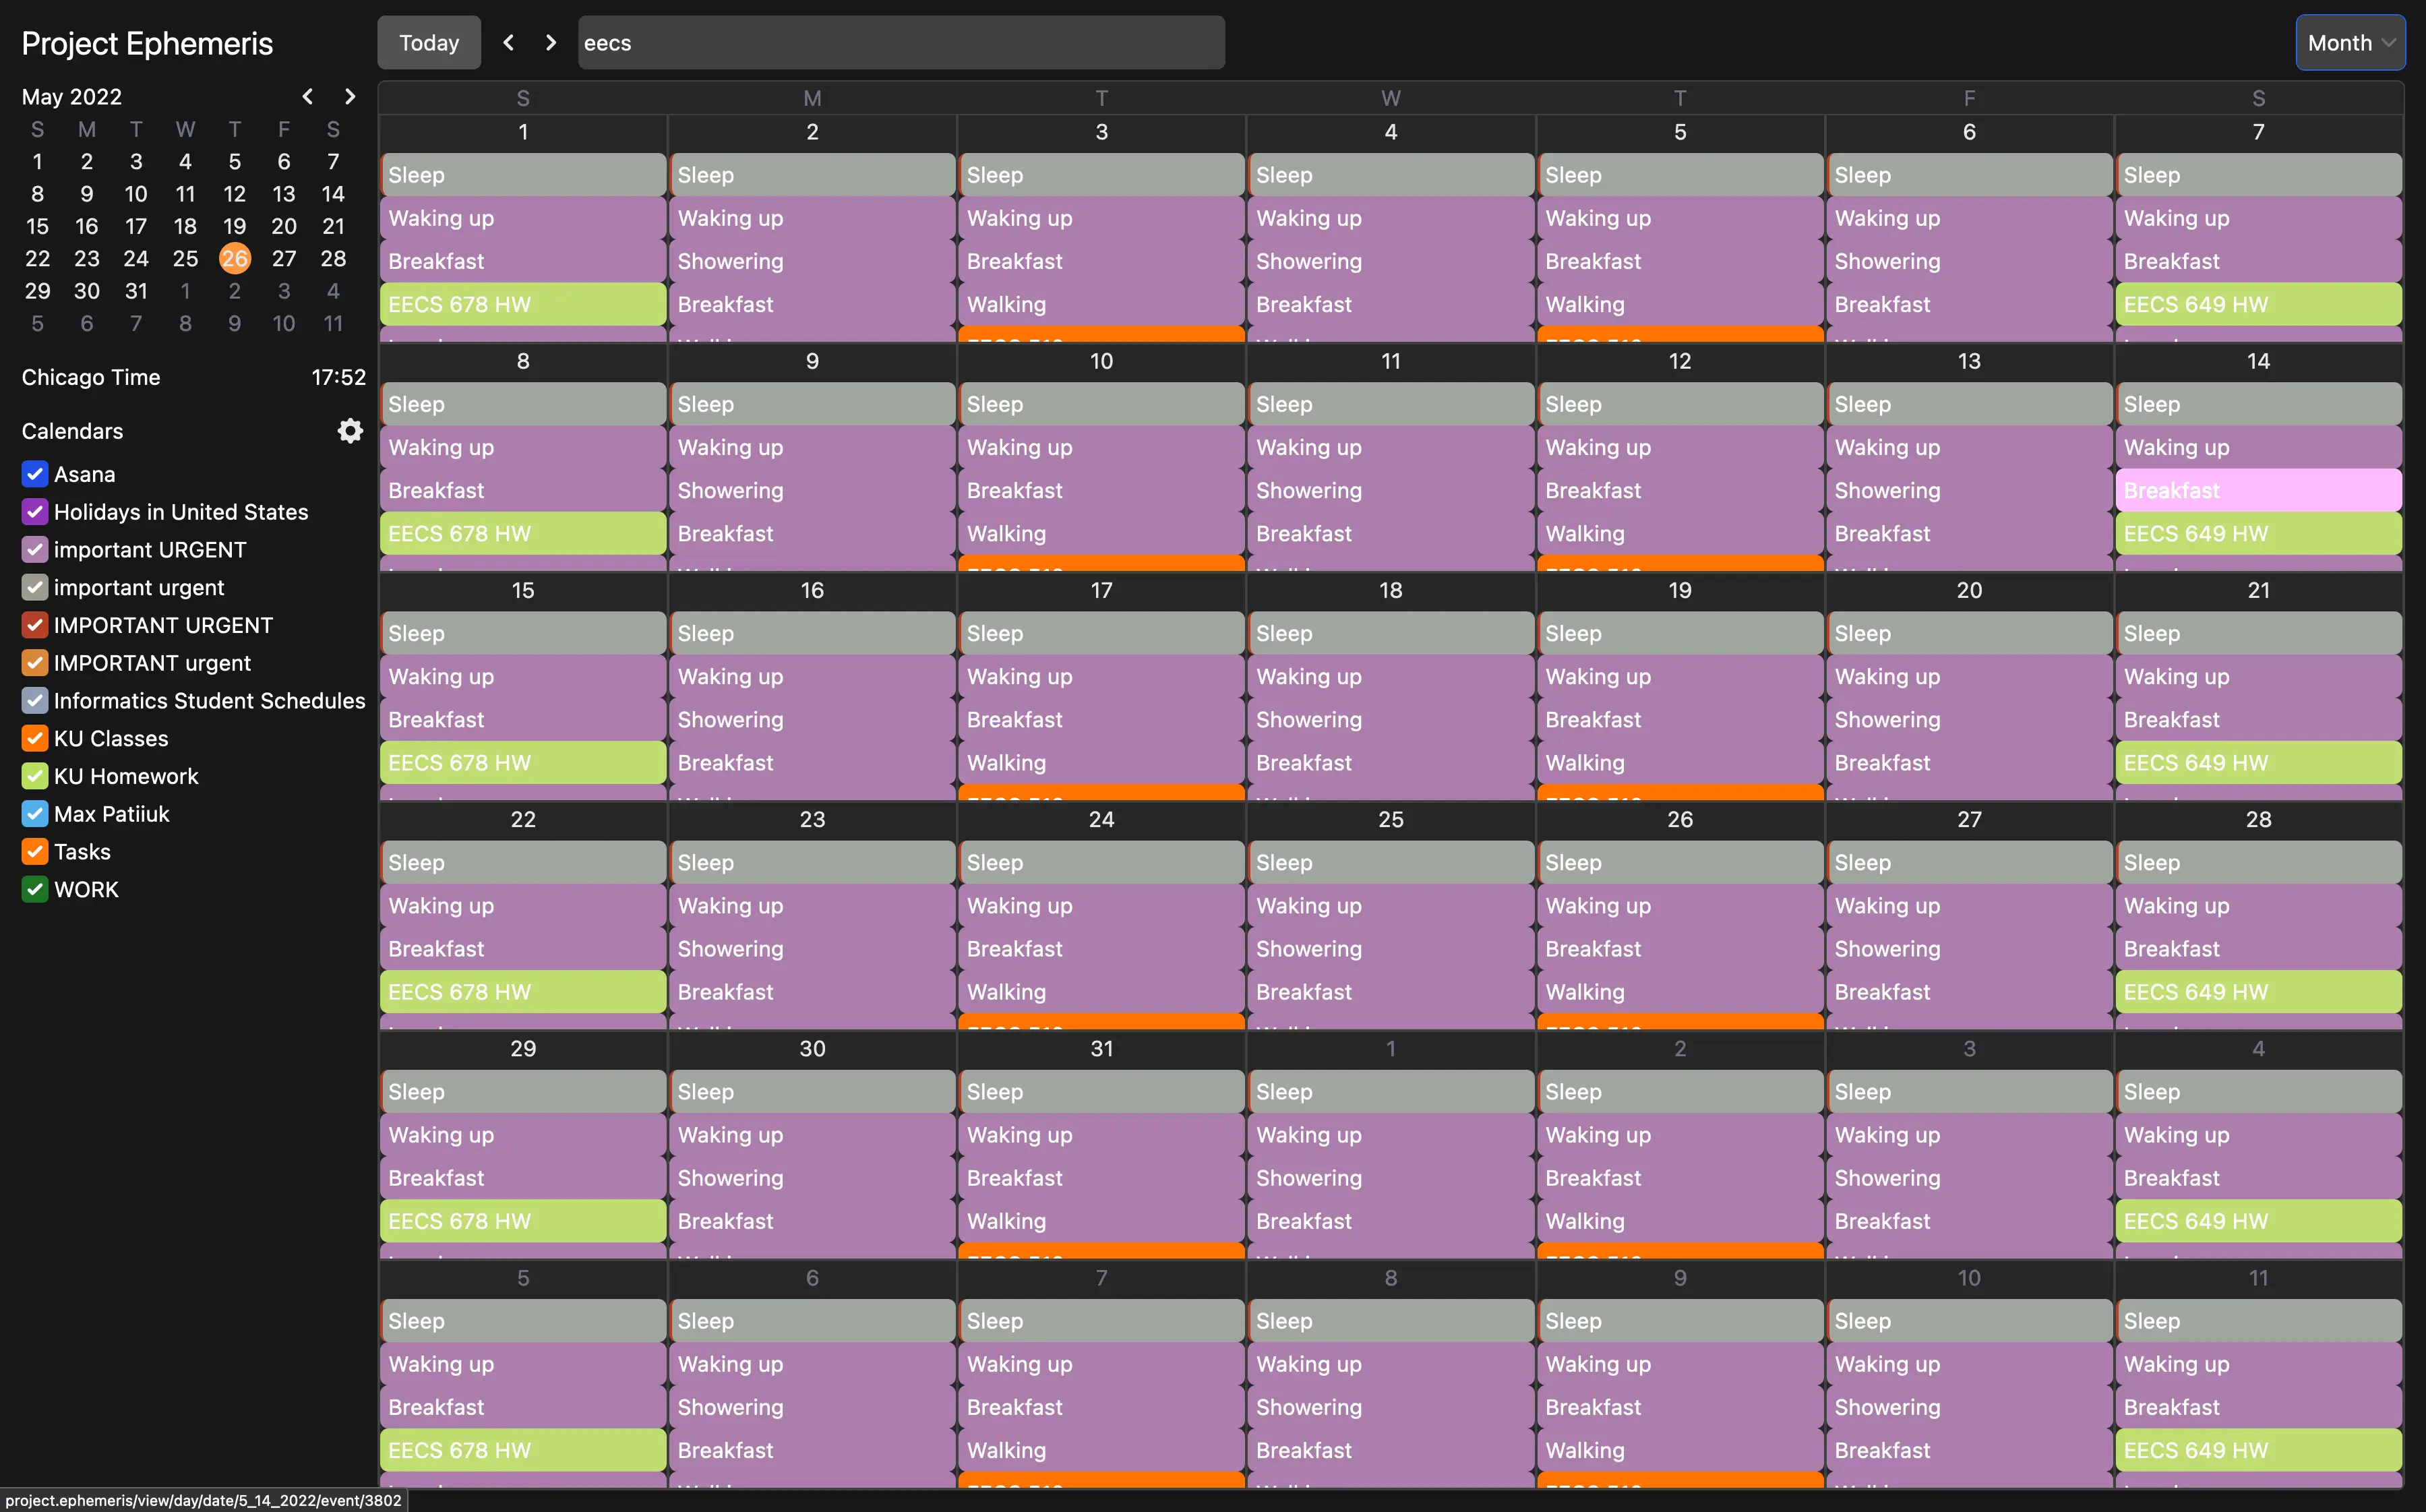 Project Ephemeris
Today
eecs
Month
May 2022
S M T W T F S
1 2 3 4 5 6 7
8 9 10 11 12 13 14
15 16 17 18 19 20 21
22 23 24 25 26 27 28
29 30 31 1 2 3 4
5 6 7 8 9 10 11
Chicago Time 17:52
Calendars
Asana
Holidays in United States
important URGENT
important urgent
IMPORTANT URGENT
IMPORTANT urgent
Informatics Student Schedules
KU Classes
KU Homework
Max Patiiuk
Tasks
WORK
S M T W T F S
1 2 3 4 5 6 7
Sleep Sleep Sleep Sleep Sleep Sleep Sleep
Waking up Waking up Waking up Waking up Waking up Waking up Waking up
Breakfast Showering Breakfast Showering Breakfast Showering Breakfast
EECS 678 HW Breakfast Walking Breakfast Walking Breakfast EECS 649 HW
8 9 10 11 12 13 14
Sleep Sleep Sleep Sleep Sleep Sleep Sleep
Waking up Waking up Waking up Waking up Waking up Waking up Waking up
Breakfast Showering Breakfast Showering Breakfast Showering Breakfast
EECS 678 HW Breakfast Walking Breakfast Walking Breakfast EECS 649 HW
15 16 17 18 19 20 21
Sleep Sleep Sleep Sleep Sleep Sleep Sleep
Waking up Waking up Waking up Waking up Waking up Waking up Waking up
Breakfast Showering Breakfast Showering Breakfast Showering Breakfast
EECS 678 HW Breakfast Walking Breakfast Walking Breakfast EECS 649 HW
22 23 24 25 26 27 28
Sleep Sleep Sleep Sleep Sleep Sleep Sleep
Waking up Waking up Waking up Waking up Waking up Waking up Waking up
Breakfast Showering Breakfast Showering Breakfast Showering Breakfast
EECS 678 HW Breakfast Walking Breakfast Walking Breakfast EECS 649 HW
29 30 31 1 2 3 4
Sleep Sleep Sleep Sleep Sleep Sleep Sleep
Waking up Waking up Waking up Waking up Waking up Waking up Waking up
Breakfast Showering Breakfast Showering Breakfast Showering Breakfast
EECS 678 HW Breakfast Walking Breakfast Walking Breakfast EECS 649 HW
5 6 7 8 9 10 11
Sleep Sleep Sleep Sleep Sleep Sleep Sleep
Waking up Waking up Waking up Waking up Waking up Waking up Waking up
Breakfast Showering Breakfast Showering Breakfast Showering Breakfast
EECS 678 HW Breakfast Walking Breakfast Walking Breakfast EECS 649 HW
project.ephemeris/view/day/date/5_14_2022/event/3802